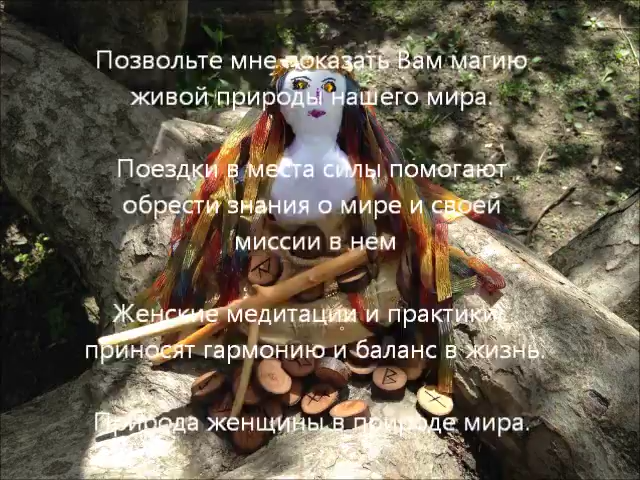 Позвольте мне показать Вам магию
живой природы нашего мира.
Поездки в места силы помогают
обрести знания о мире и своей
миссии в нем
Женские медитации и практики
приносят гармонию и баланс в жизнь.
Природа женщины в природе мира.